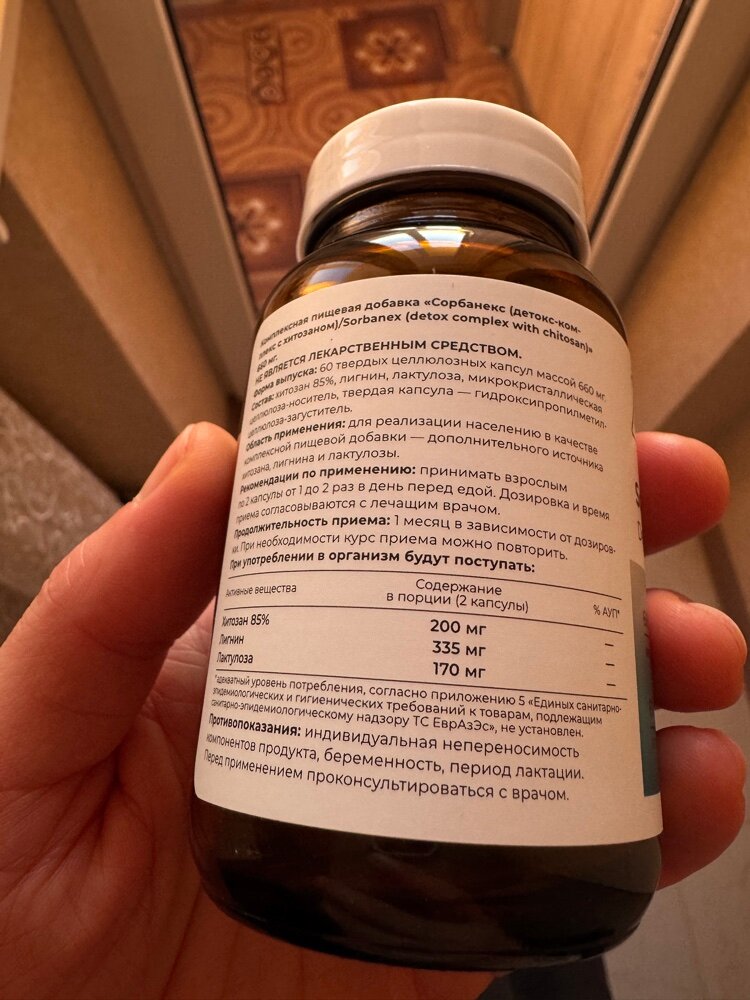 Комплексная пищевая добавка «Сорбанекс (детокс-ком-
плекс с хитозаном)/Sorbanex (detox complex with chitosan)»
660 мг.
НЕ ЯВЛЯЕТСЯ ЛЕКАРСТВЕННЫМ СРЕДСТВОМ.
Форма выпуска: 60 твердых целлюлозных капсул массой 660 мг.
Состав: хитозан 85%, лигнин, лактулоза, микрокристаллическая
целлюлоза-носитель, твердая капсула — гидроксипропилметил-
целлюлоза-загуститель.
Область применения: для реализации населению в качестве
комплексной пищевой добавки — дополнительного источника
хитозана, лигнина и лактулозы.
Рекомендации по применению: принимать взрослым
по 2 капсулы от 1 до 2 раз в день перед едой. Дозировка и время
приема согласовываются с лечащим врачом.
Продолжительность приема: 1 месяц в зависимости от дозиров-
ки. При необходимости курс приема можно повторить.
При употреблении в организм будут поступать:
Активные вещества Содержание в порции (2 капсулы) % АУП*
Хитозан 85% 200 мг —
Лигнин 335 мг —
Лактулоза 170 мг —
*адекватный уровень потребления, согласно приложению 5 «Единых санитарно-
эпидемиологических и гигиенических требований к товарам, подлежащим
санитарно-эпидемиологическому надзору ТС ЕврАзЭс», не установлен.
Противопоказания: индивидуальная непереносимость
компонентов продукта, беременность, период лактации.
Перед применением проконсультироваться с врачом.